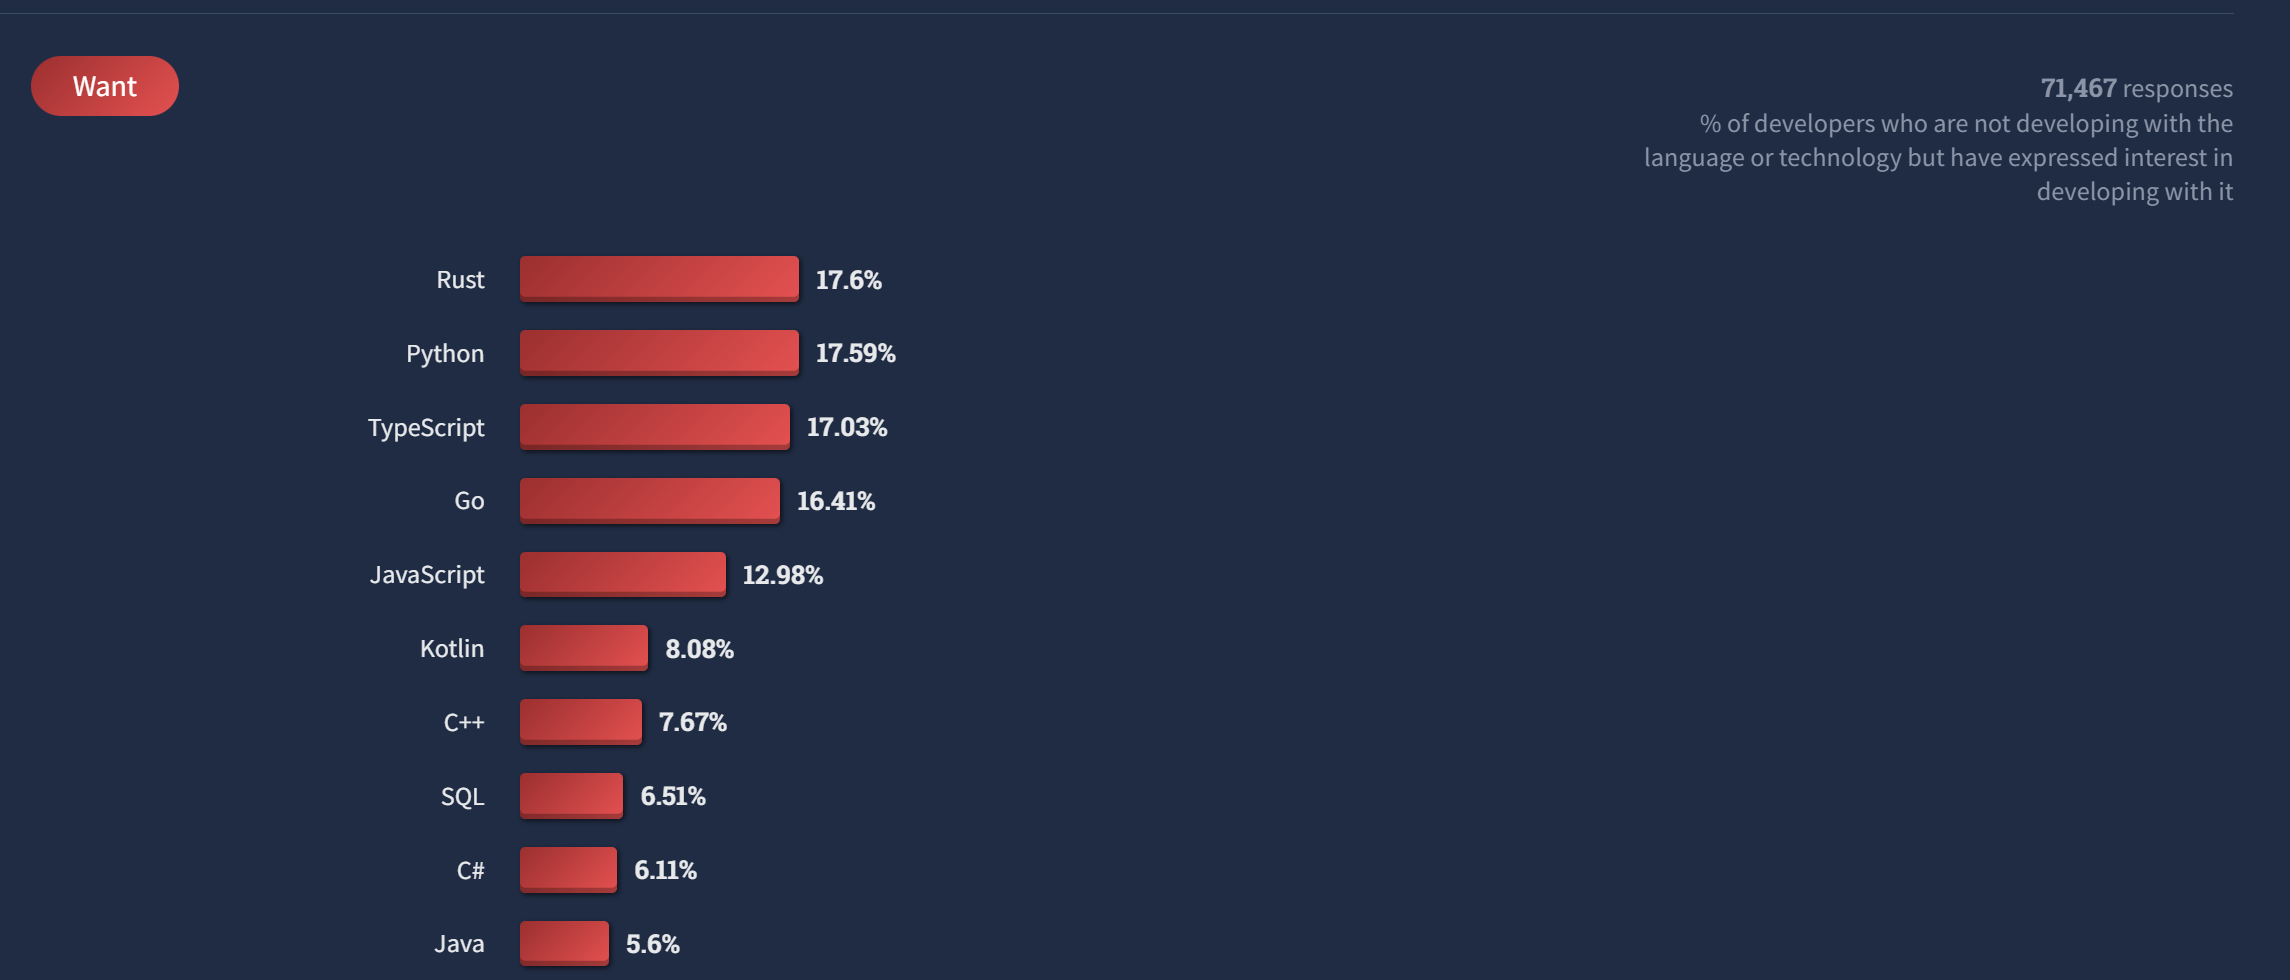 Want
71,467 responses
% of developers who are not developing with the
language or technology but have expressed interest in
developing with it
Rust 17.6%
Python 17.59%
TypeScript 17.03%
Go 16.41%
JavaScript 12.98%
Kotlin 8.08%
C++ 7.67%
SQL 6.51%
C# 6.11%
Java 5.6%